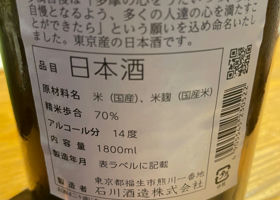 自慢となるよう、多くの人達の心を満たすこ
とができたら」という願いを込め命名いたし
ました。東京産の日本酒です。
品目 日本酒
原材料名 米（国産）、米麹（国産米）
精米歩合 70％
アルコール分 14度
内容量 1800ml
製造年月 表ラベルに記載
製造者 東京都福生市熊川一番地
石川酒造株式会社